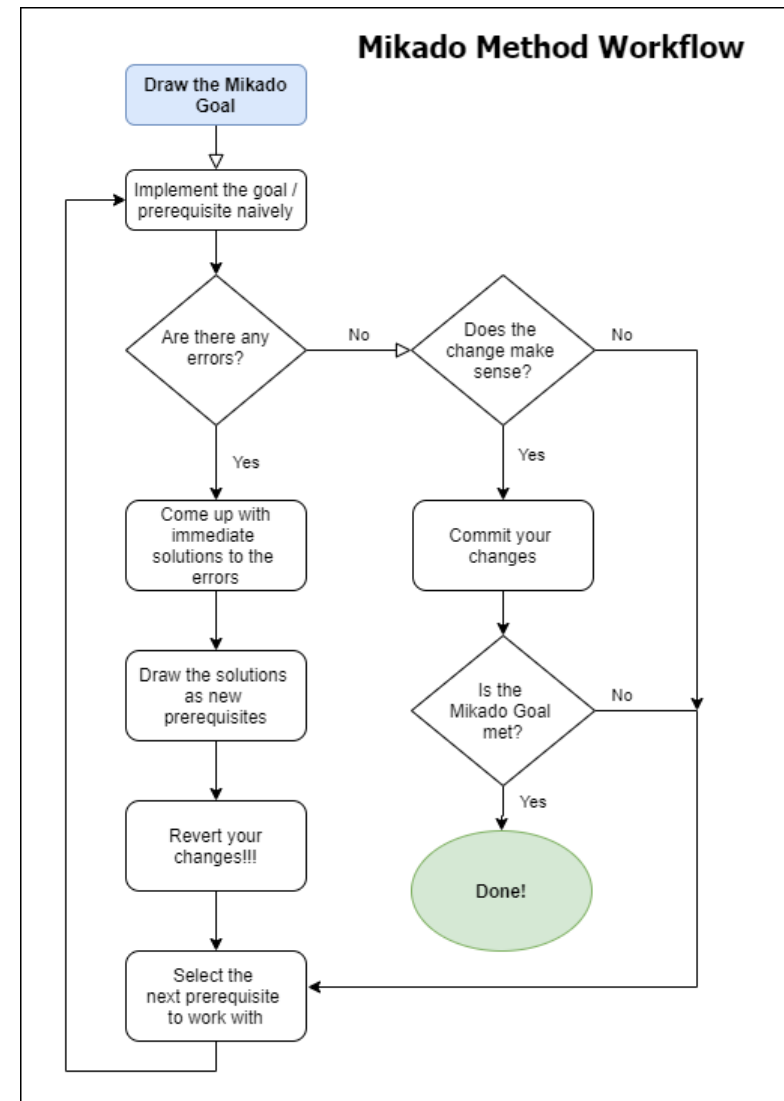 Mikado Method Workflow
Draw the Mikado
Goal
Implement the goal /
prerequisite naively
Are there any
errors?
No
Does the
change make
sense?
No
Yes
Yes
Come up with
immediate
solutions to the
errors
Commit your
changes
Draw the solutions
as new
prerequisites
Is the
Mikado Goal
met?
No
Yes
Revert your
changes!!!
Done!
Select the
next prerequisite
to work with